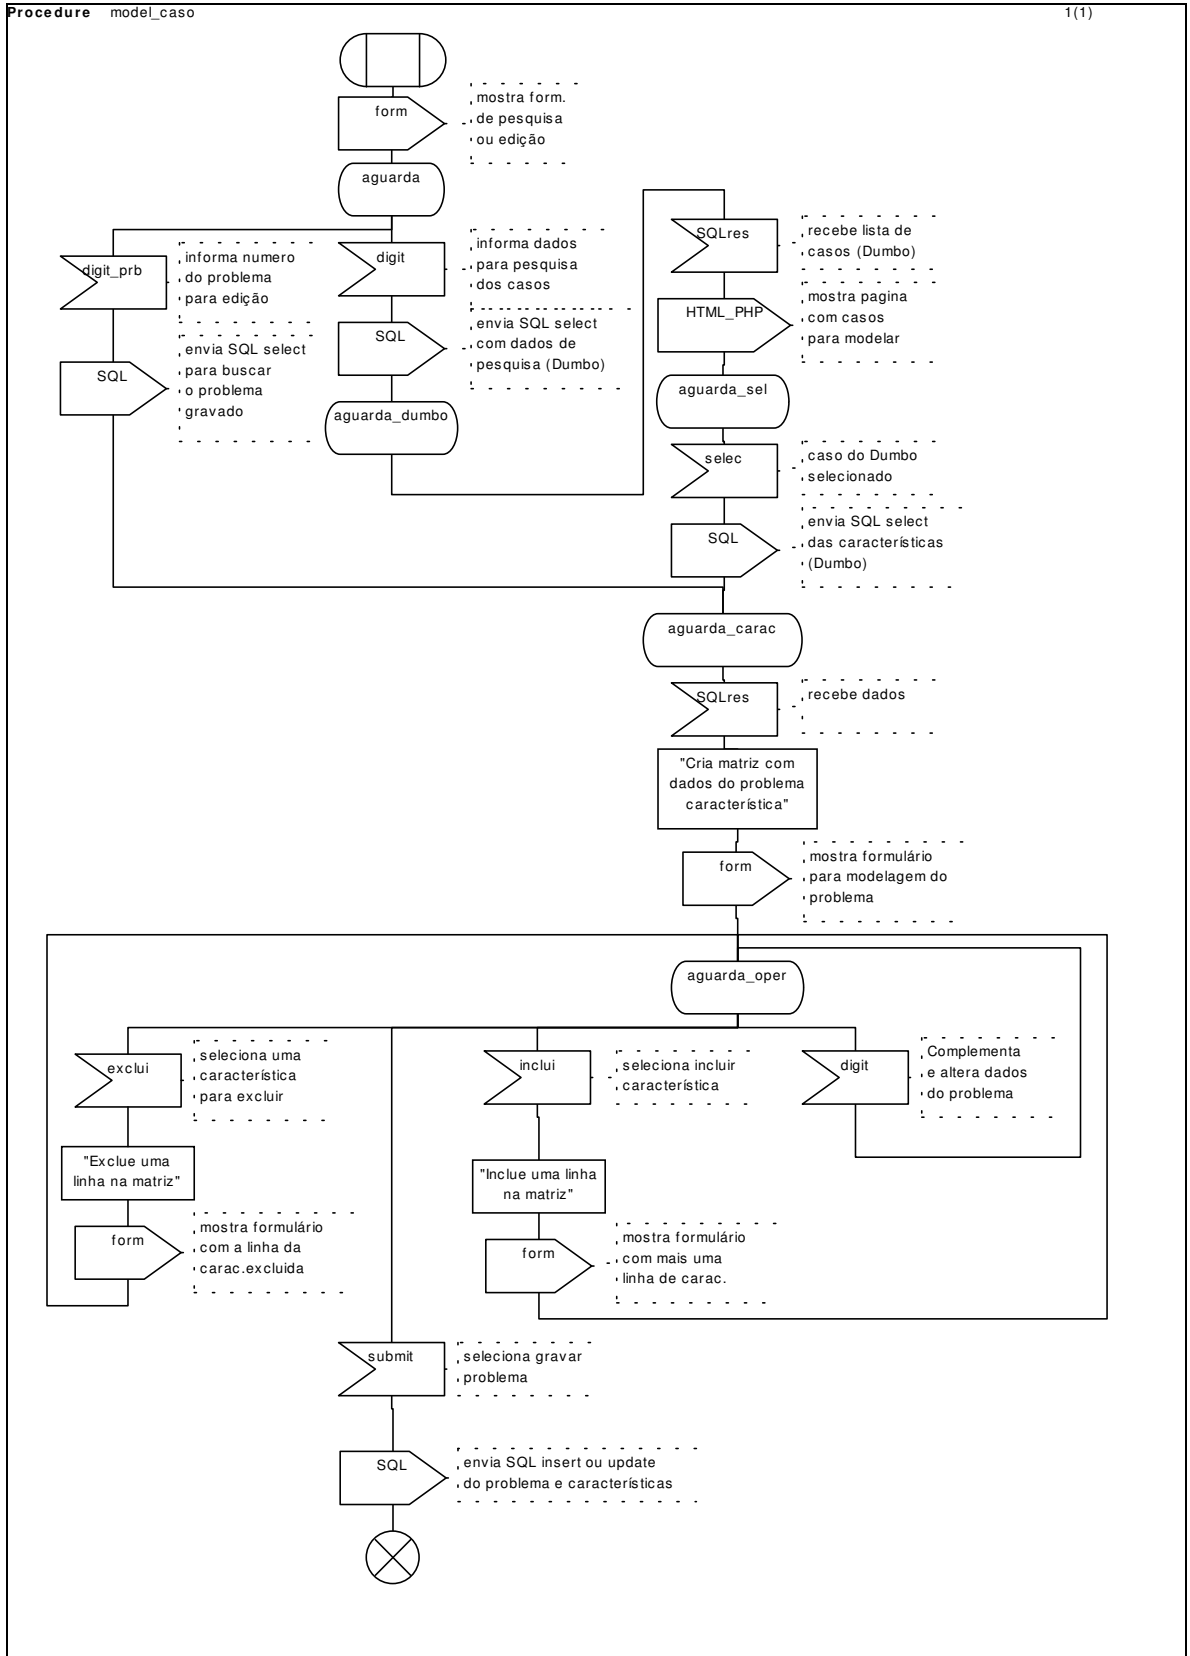 Procedure model_caso 1(1)
form
mostra form.
de pesquisa
ou edição
aguarda
digit_prb
informa numero
do problema
para edição
SQL
envia SQL select
para buscar
o problema
gravado
digit
informa dados
para pesquisa
dos casos
SQL
envia SQL select
com dados de
pesquisa (Dumbo)
aguarda_dumbo
SQLres
recebe lista de
casos (Dumbo)
HTML_PHP
mostra pagina
com casos
para modelar
aguarda_sel
selec
caso do Dumbo
selecionado
SQL
envia SQL select
das características
(Dumbo)
aguarda_carac
SQLres
recebe dados
"Cria matriz com
dados do problema
característica"
form
mostra formulário
para modelagem do
problema
aguarda_oper
exclui
seleciona uma
característica
para excluir
"Exclue uma
linha na matriz"
form
mostra formulário
com a linha da
carac.excluida
inclui
seleciona incluir
característica
"Inclue uma linha
na matriz"
form
mostra formulário
com mais uma
linha de carac.
digit
Complementa
e altera dados
do problema
submit
seleciona gravar
problema
SQL
envia SQL insert ou update
do problema e características